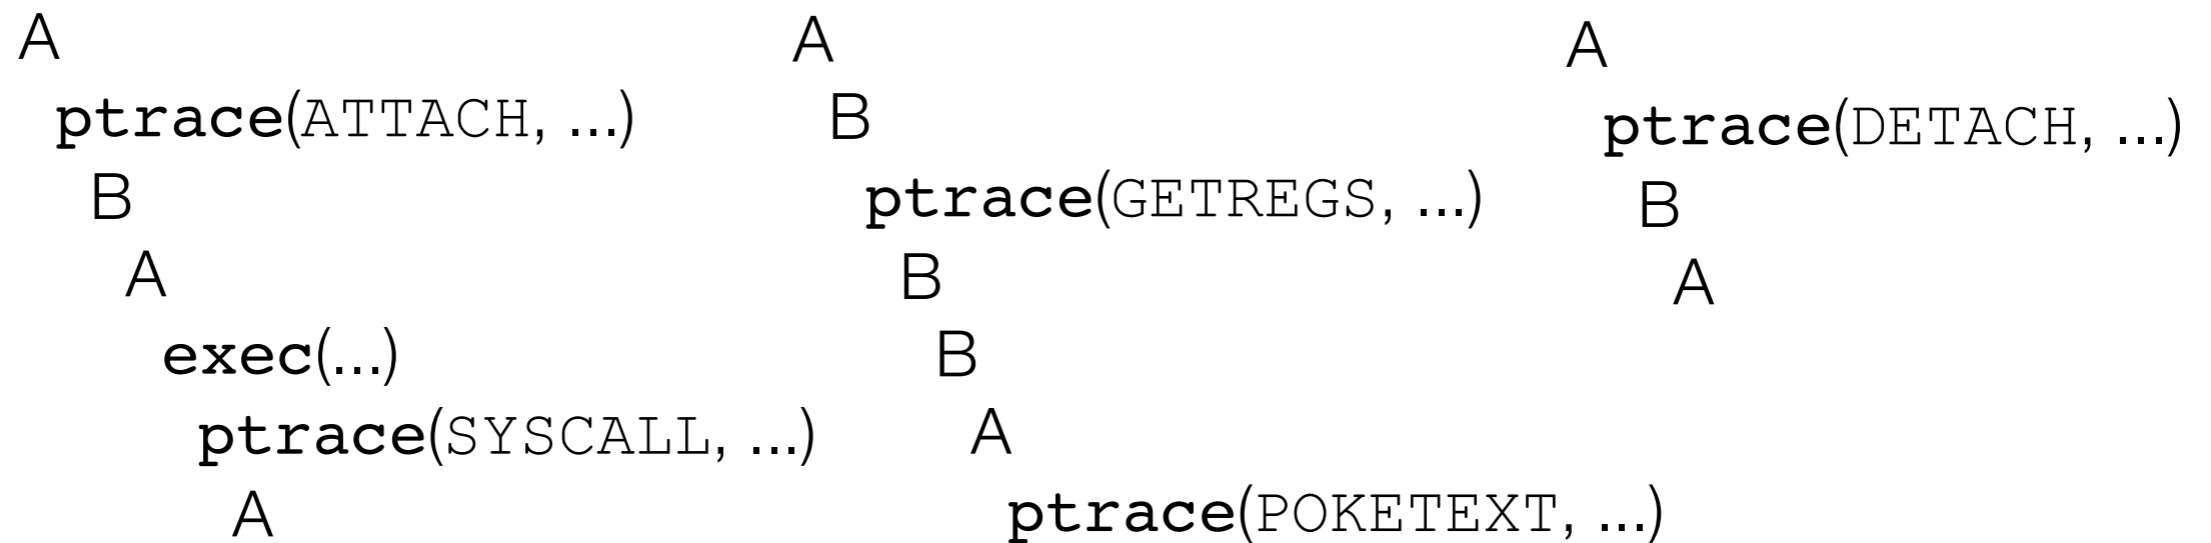 A
ptrace(ATTACH, ...)
B
A
exec(...)
ptrace(SYSCALL, ...)
A
A
B
ptrace(GETREGS, ...)
B
B
A
ptrace(POKETEXT, ...)
A
ptrace(DETACH, ...)
B
A